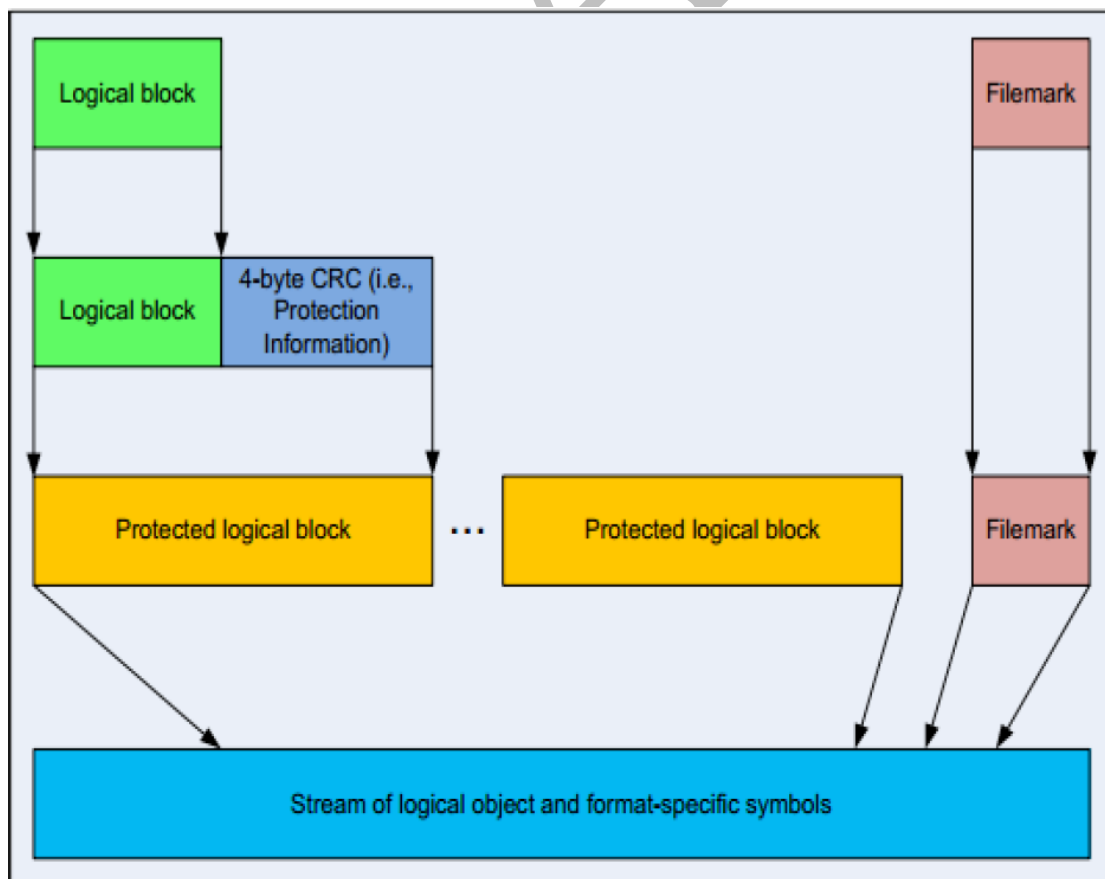 Logical block
Filemark
Logical block
4-byte CRC (i.e.,
Protection
Information)
Protected logical block
...
Protected logical block
Filemark
Stream of logical object and format-specific symbols